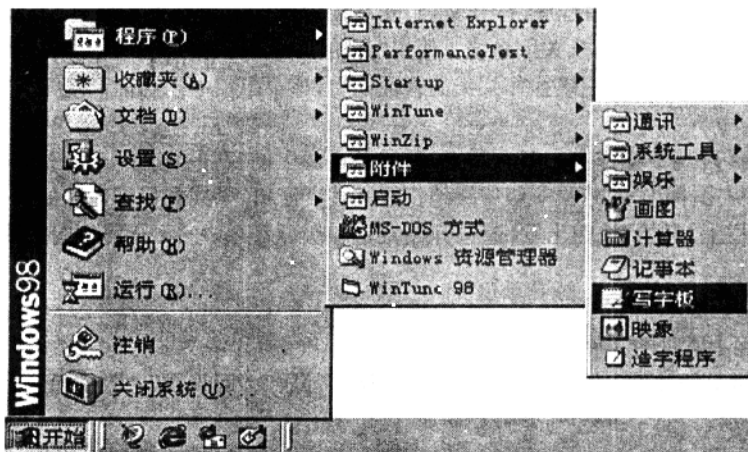 Windows98
程序(P)
收藏夹(A)
文档(D)
设置(S)
查找(F)
帮助(H)
运行(R)...
注销
关闭系统(U)...
开始
Internet Explorer
PerformanceTest
Startup
WinTune
WinZip
附件
启动
MS-DOS 方式
Windows 资源管理器
WinTune 98
通讯
系统工具
娱乐
画图
计算器
记事本
写字板
映象
造字程序